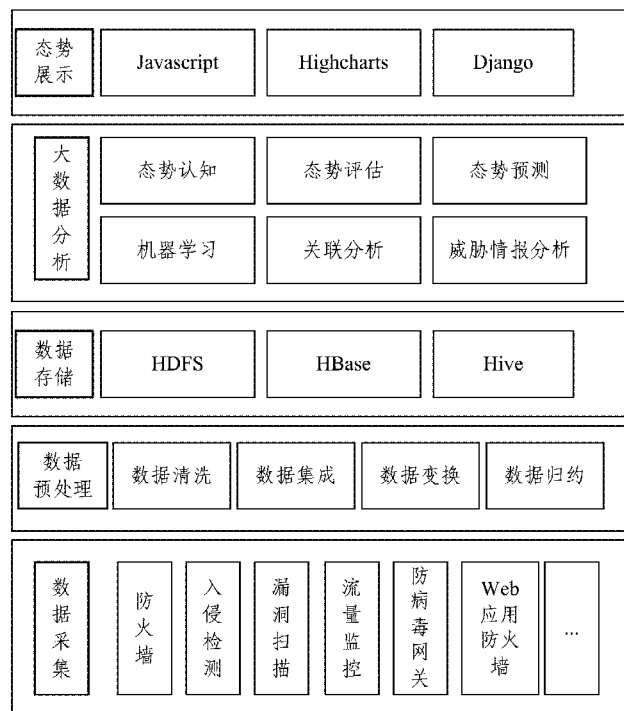 态势
展示
Javascript
Highcharts
Django
大数据分析
态势认知
态势评估
态势预测
机器学习
关联分析
威胁情报分析
数据
存储
HDFS
HBase
Hive
数据
预处理
数据清洗
数据集成
数据变换
数据归约
数据采集
防火墙
入侵检测
漏洞扫描
流量监控
防病毒网关
Web
应用
防火
墙
...